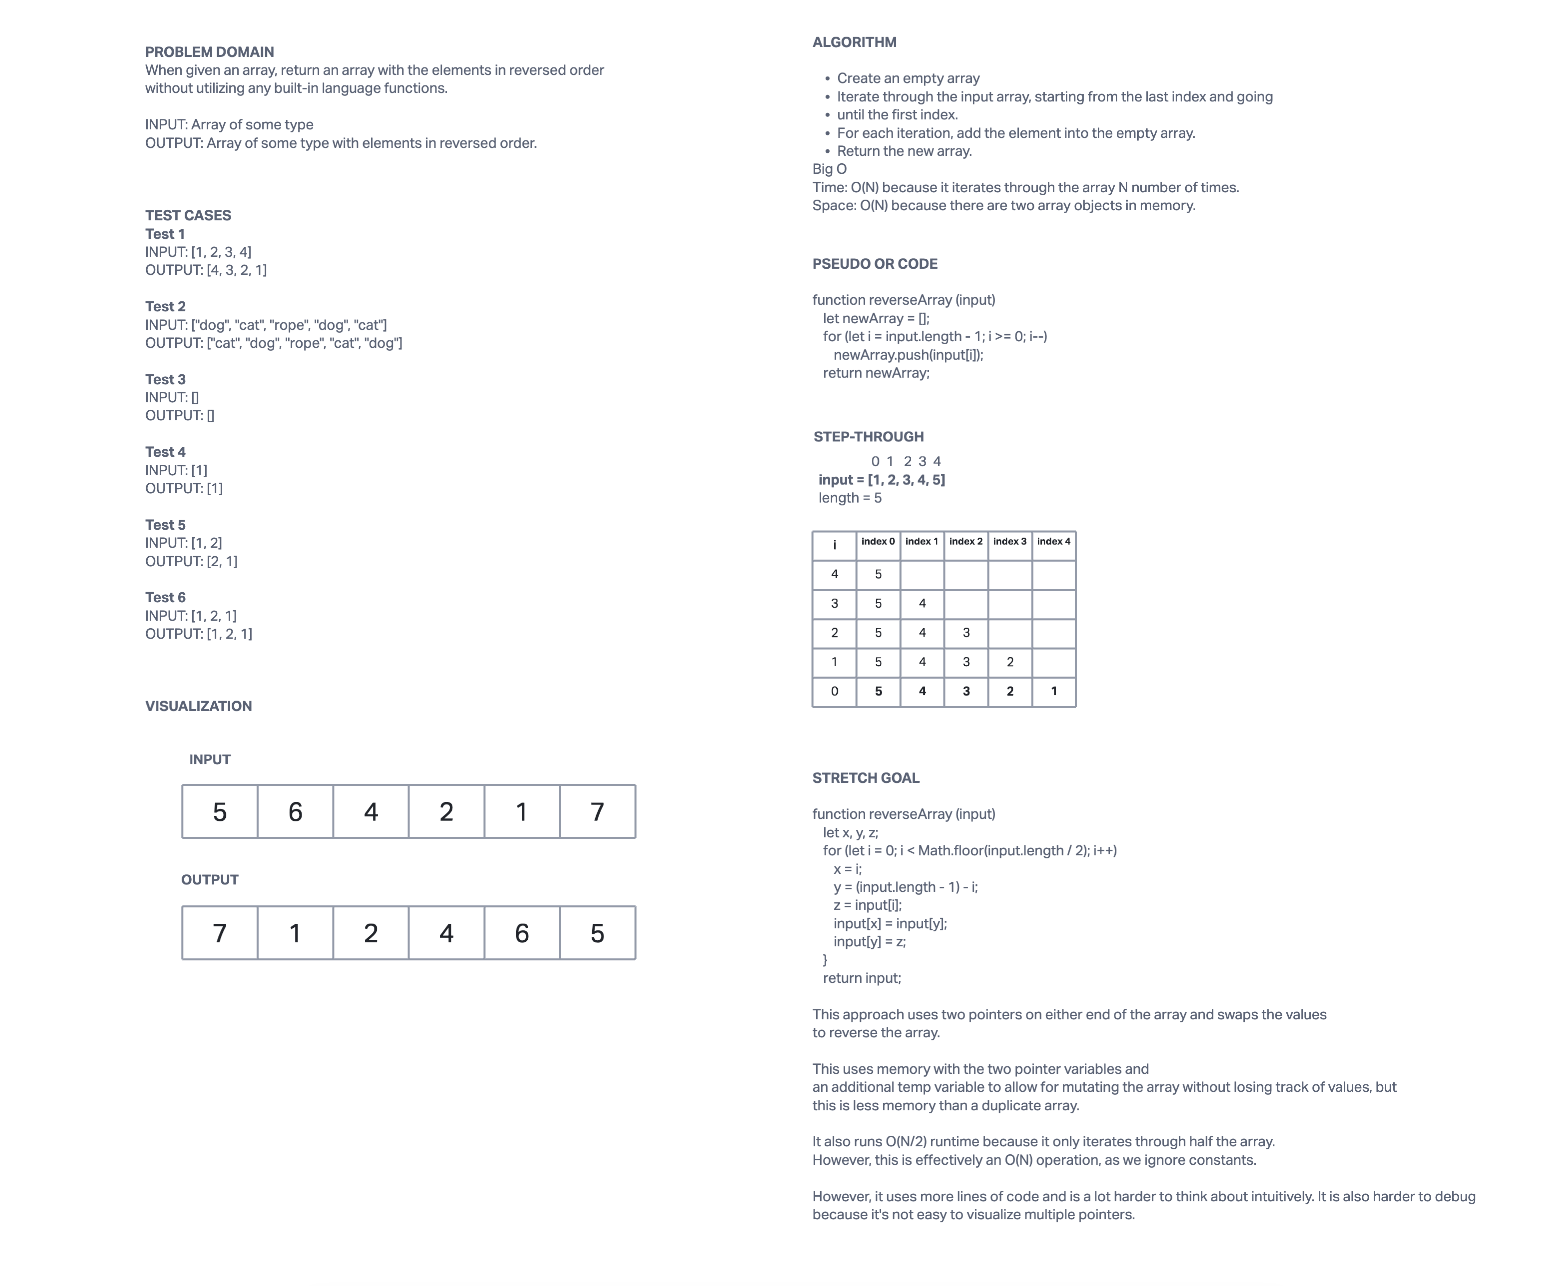 PROBLEM DOMAIN
When given an array, return an array with the elements in reversed order
without utilizing any built-in language functions.
INPUT: Array of some type
OUTPUT: Array of some type with elements in reversed order.
TEST CASES
Test 1
INPUT: [1, 2, 3, 4]
OUTPUT: [4, 3, 2, 1]
Test 2
INPUT: ["dog", "cat", "rope", "dog", "cat"]
OUTPUT: ["cat", "dog", "rope", "cat", "dog"]
Test 3
INPUT: []
OUTPUT: []
Test 4
INPUT: [1]
OUTPUT: [1]
Test 5
INPUT: [1, 2]
OUTPUT: [2, 1]
Test 6
INPUT: [1, 2, 1]
OUTPUT: [1, 2, 1]
VISUALIZATION
INPUT
5 6 4 2 1 7
OUTPUT
7 1 2 4 6 5
ALGORITHM
• Create an empty array
• Iterate through the input array, starting from the last index and going
• until the first index.
• For each iteration, add the element into the empty array.
• Return the new array.
Big O
Time: O(N) because it iterates through the array N number of times.
Space: O(N) because there are two array objects in memory.
PSEUDO OR CODE
function reverseArray (input)
let newArray = [];
for (let i = input.length - 1; i >= 0; i--)
newArray.push(input[i]);
return newArray;
STEP-THROUGH
0 1 2 3 4
input = [1, 2, 3, 4, 5]
length = 5
i index 0 index 1 index 2 index 3 index 4
4 5
3 5 4
2 5 4 3
1 5 4 3 2
0 5 4 3 2 1
STRETCH GOAL
function reverseArray (input)
let x, y, z;
for (let i = 0; i < Math.floor(input.length / 2); i++)
x = i;
y = (input.length - 1) - i;
z = input[i];
input[x] = input[y];
input[y] = z;
}
return input;
This approach uses two pointers on either end of the array and swaps the values
to reverse the array.
This uses memory with the two pointer variables and
an additional temp variable to allow for mutating the array without losing track of values, but
this is less memory than a duplicate array.
It also runs O(N/2) runtime because it only iterates through half the array.
However, this is effectively an O(N) operation, as we ignore constants.
However, it uses more lines of code and is a lot harder to think about intuitively. It is also harder to debug
because it's not easy to visualize multiple pointers.